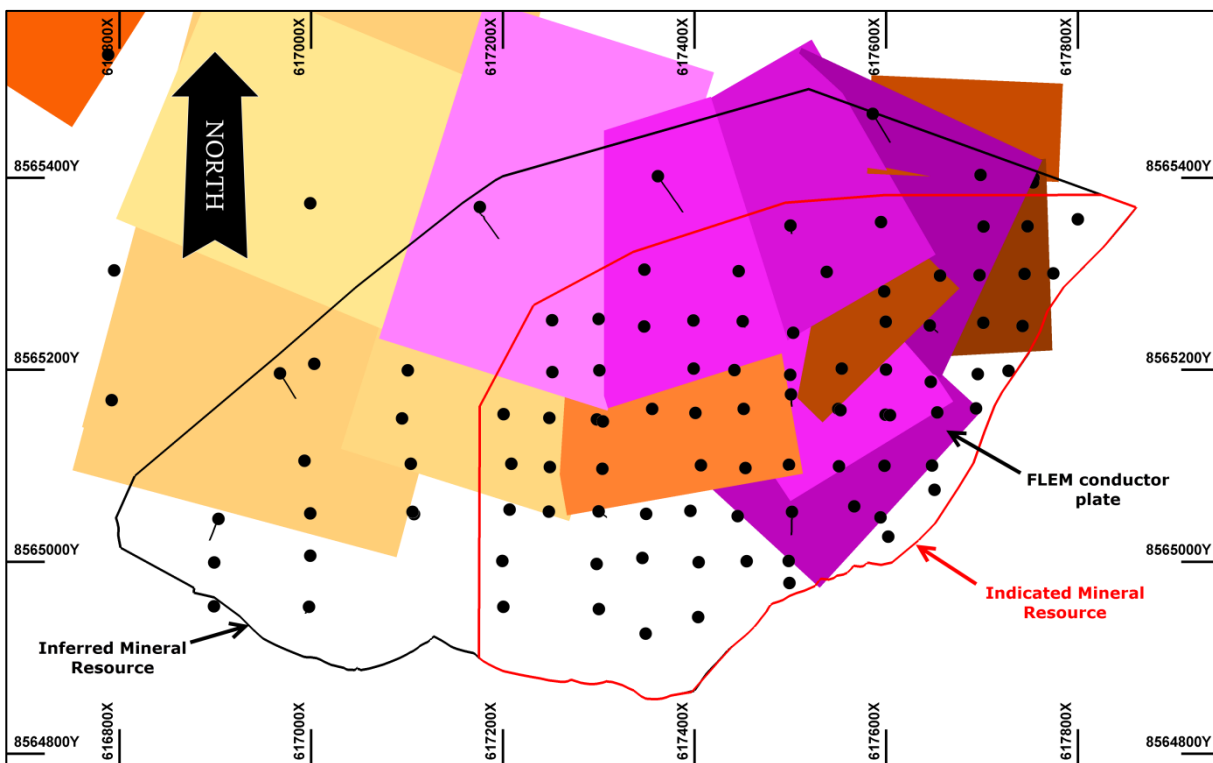 616800X
617000X
617200X
617400X
617600X
617800X
NORTH
8565400Y
8565400Y
8565200Y
8565200Y
FLEM conductor
plate
8565000Y
8565000Y
Indicated Mineral
Resource
Inferred Mineral
Resource
616800X
617000X
617200X
617400X
617600X
617800X
8564800Y
8564800Y